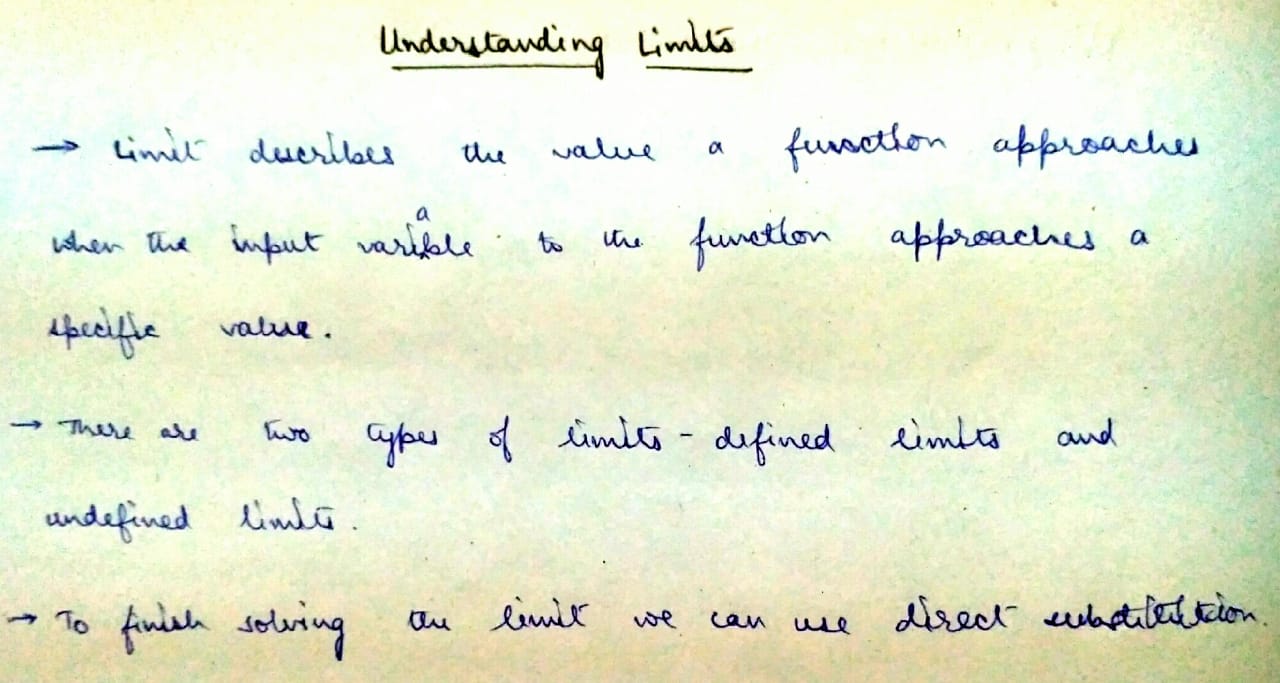 Understanding Limits
→ Limit describes the value a function approaches
when the input variable to the function approaches a
specific value.
→ There are two types of limits - defined limits and
undefined limits.
→ To finish solving the limit we can use direct substitution.